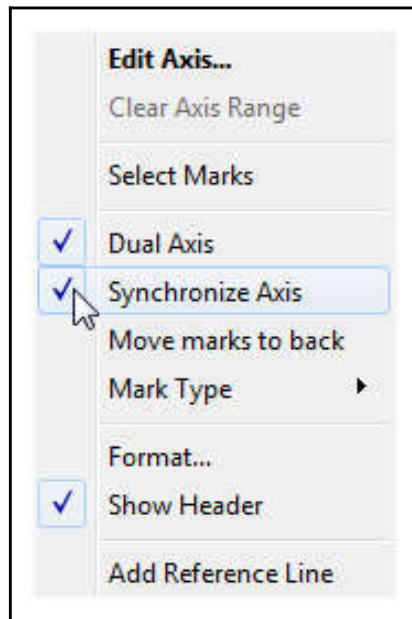 Edit Axis...
Clear Axis Range
Select Marks
Dual Axis
Synchronize Axis
Move marks to back
Mark Type
Format...
Show Header
Add Reference Line